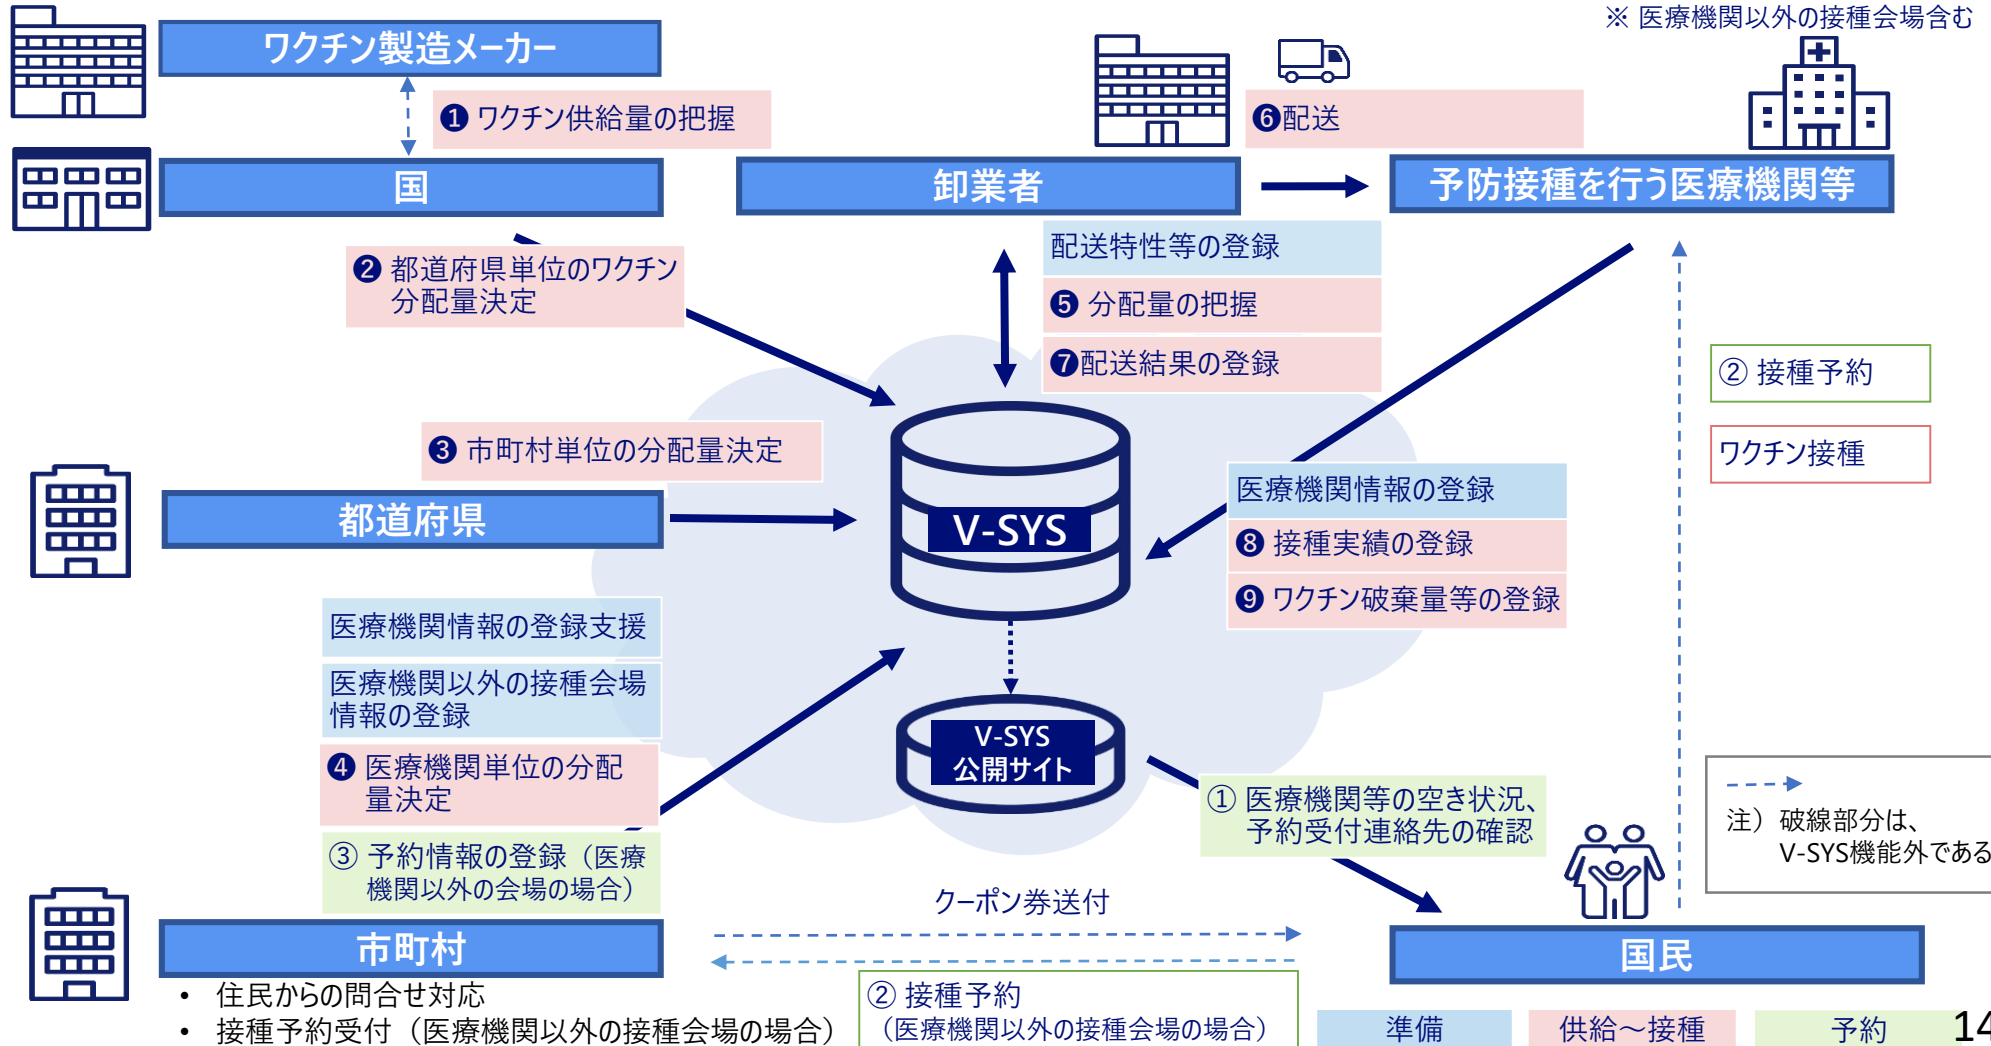 ※ 医療機関以外の接種会場含む
ワクチン製造メーカー
❶ ワクチン供給量の把握
❻配送
国
卸業者
予防接種を行う医療機関等
❷ 都道府県単位のワクチン
分配量決定
配送特性等の登録
❺ 分配量の把握
❼配送結果の登録
② 接種予約
ワクチン接種
❸ 市町村単位の分配量決定
都道府県
V-SYS
医療機関情報の登録
❽ 接種実績の登録
❾ ワクチン破棄量等の登録
医療機関情報の登録支援
医療機関以外の接種会場
情報の登録
❹ 医療機関単位の分配
量決定
③ 予約情報の登録（医療
機関以外の会場の場合）
V-SYS
公開サイト
① 医療機関等の空き状況、
予約受付連絡先の確認
注） 破線部分は、
V-SYS機能外である
クーポン券送付
市町村
国民
• 住民からの問合せ対応
• 接種予約受付（医療機関以外の接種会場の場合）
② 接種予約
（医療機関以外の接種会場の場合）
準備
供給～接種
予約
14